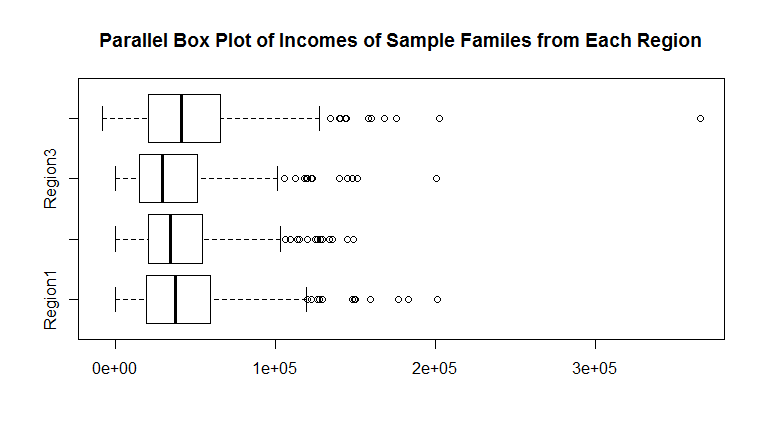 Parallel Box Plot of Incomes of Sample Familes from Each Region
Region3
Region1
0e+00 1e+05 2e+05 3e+05